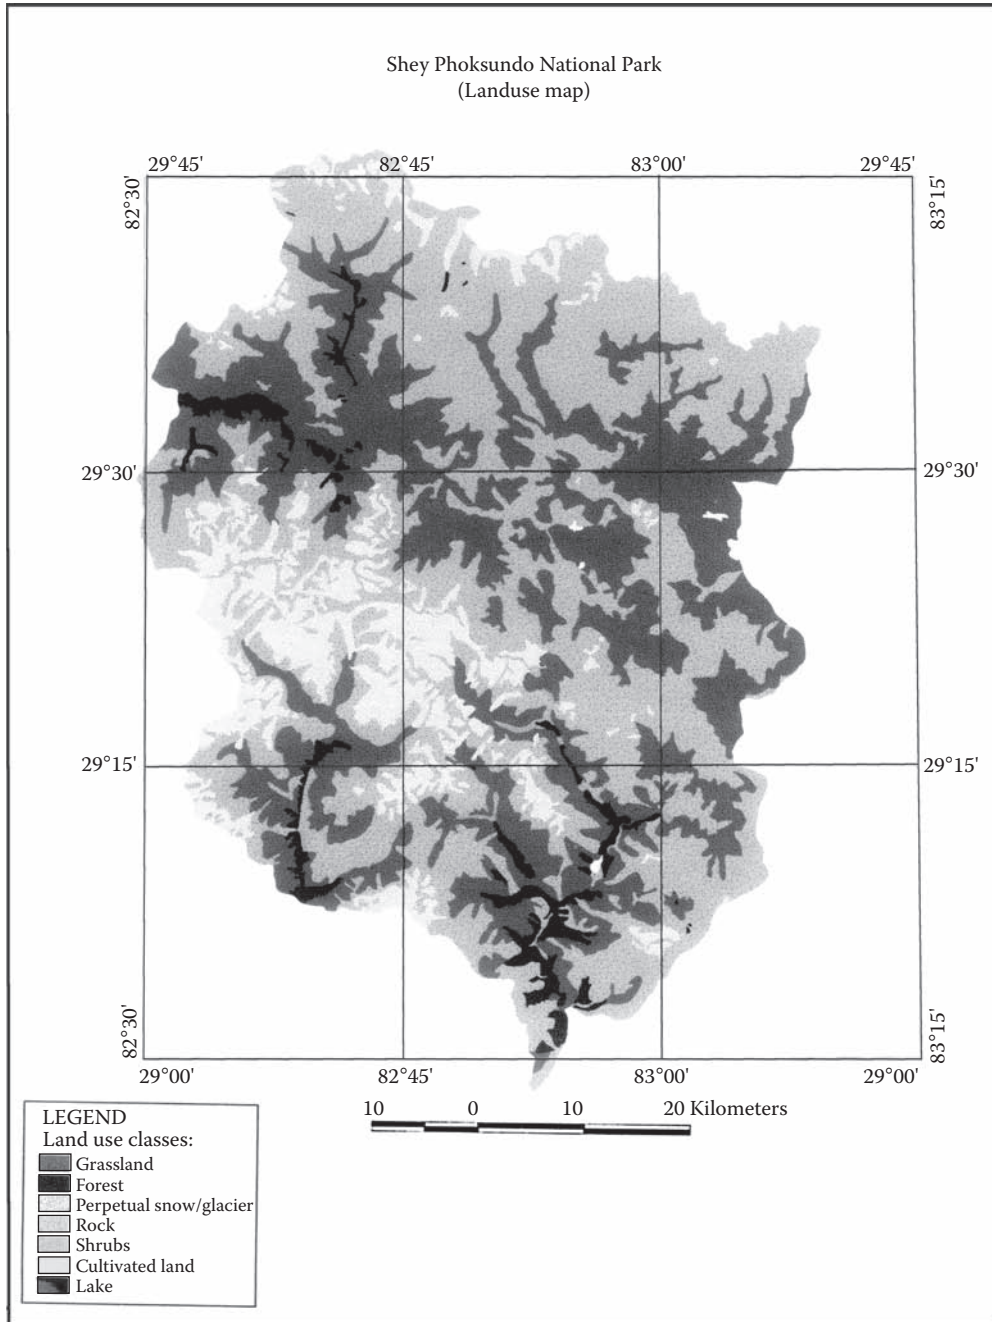 Shey Phoksundo National Park
(Landuse map)
29°45' 82°45' 83°00' 29°45'
82°30' 83°15'
29°30' 29°30'
29°15' 29°15'
82°30' 83°15'
29°00' 82°45' 83°00' 29°00'
10 0 10 20 Kilometers
LEGEND
Land use classes:
Grassland
Forest
Perpetual snow/glacier
Rock
Shrubs
Cultivated land
Lake